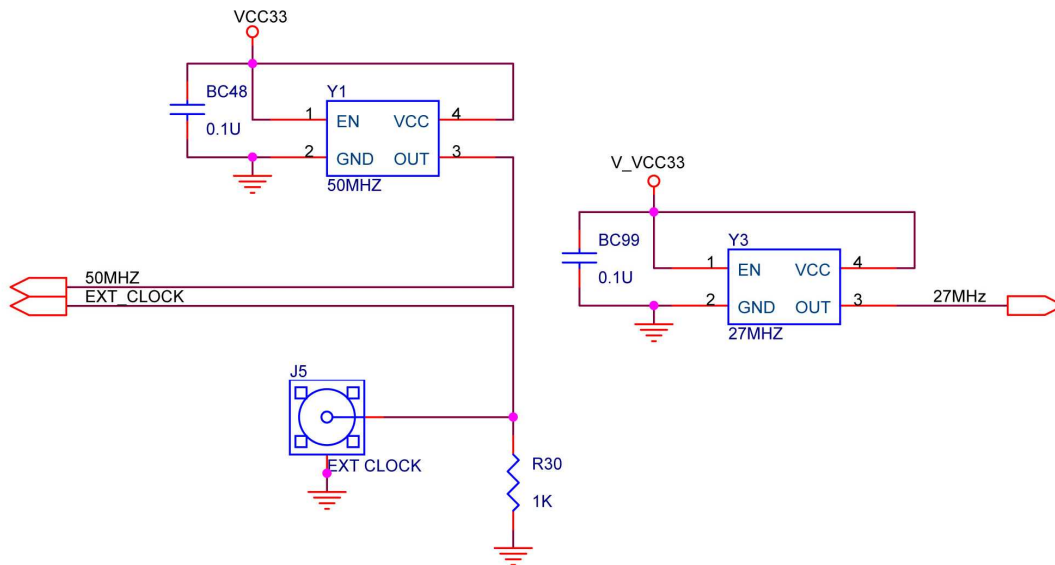 VCC33
BC48
0.1U
Y1
1
EN
VCC
4
2
GND
OUT
3
50MHZ
V_VCC33
BC99
0.1U
Y3
1
EN
VCC
4
2
GND
OUT
3
27MHZ
27MHz
50MHZ
EXT_CLOCK
J5
EXT CLOCK
R30
1K